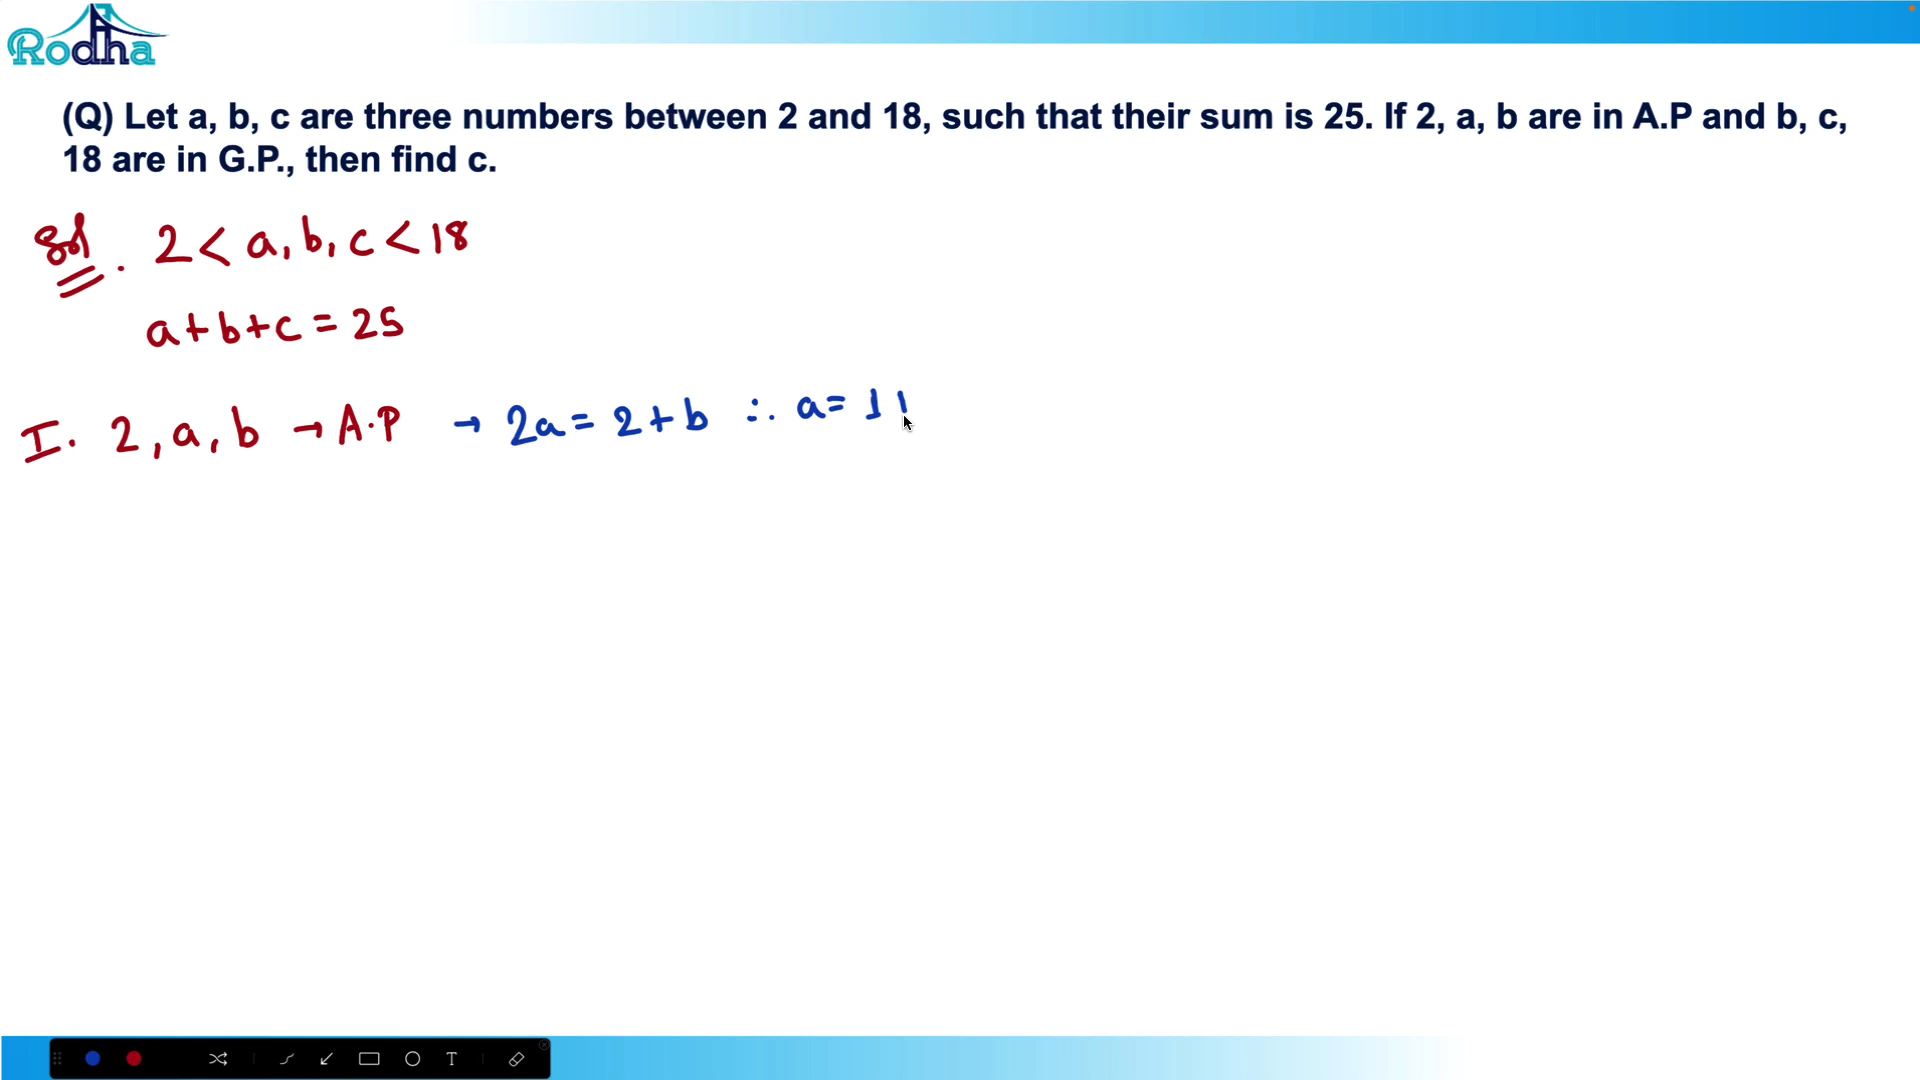 Rodha
(Q) Let a, b, c are three numbers between 2 and 18, such that their sum is 25. If 2, a, b are in A.P and b, c,
18 are in G.P., then find c.
Sol. 2 < a, b, c < 18
a+b+c = 25
I. 2, a, b → A.P → 2a = 2 + b ∴ a = 1 1
T